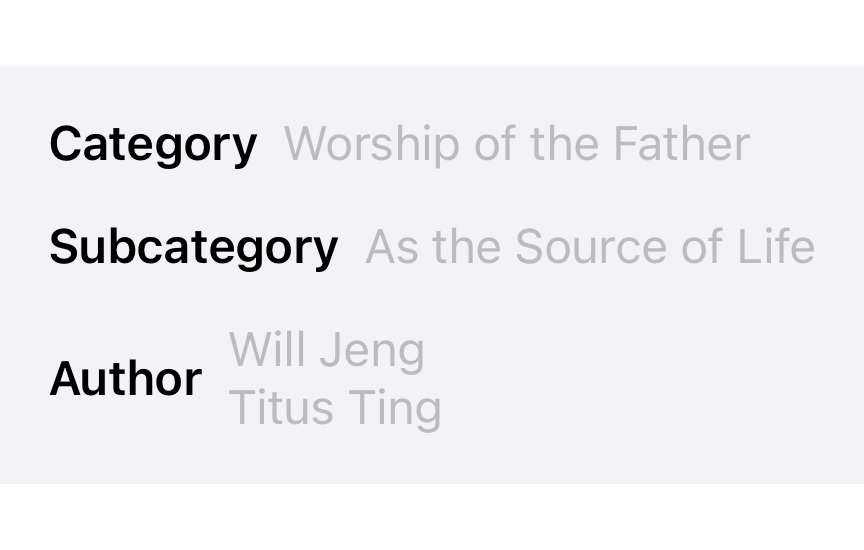 Category Worship of the Father
Subcategory As the Source of Life
Author Will Jeng
Titus Ting